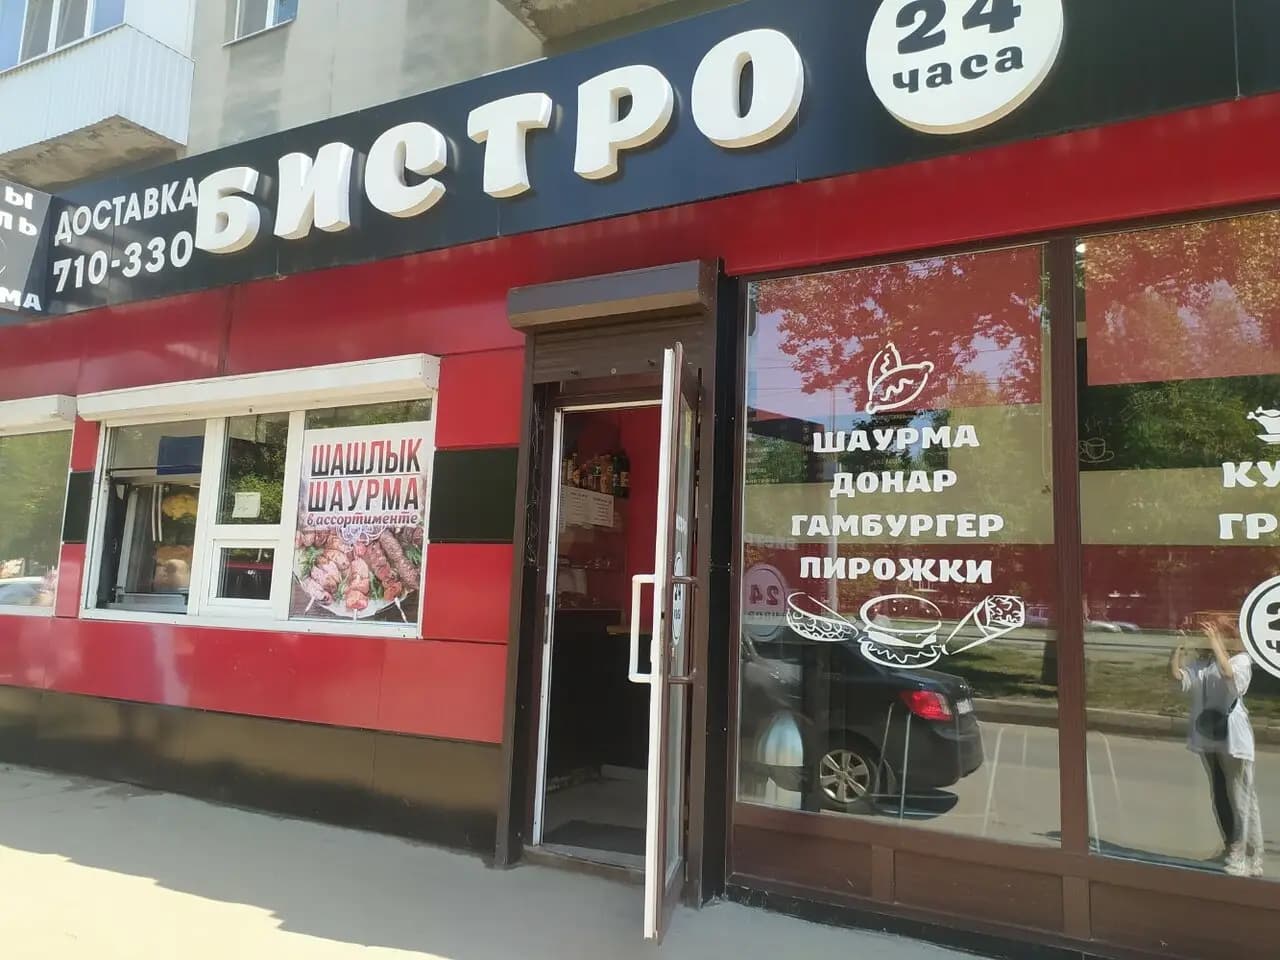 ДОСТАВКА
710-330
БИСТРО
24
часа
ШАШЛЫК
ШАУРМА
в ассортименте
ШАУРМА
ДОНАР
ГАМБУРГЕР
ПИРОЖКИ